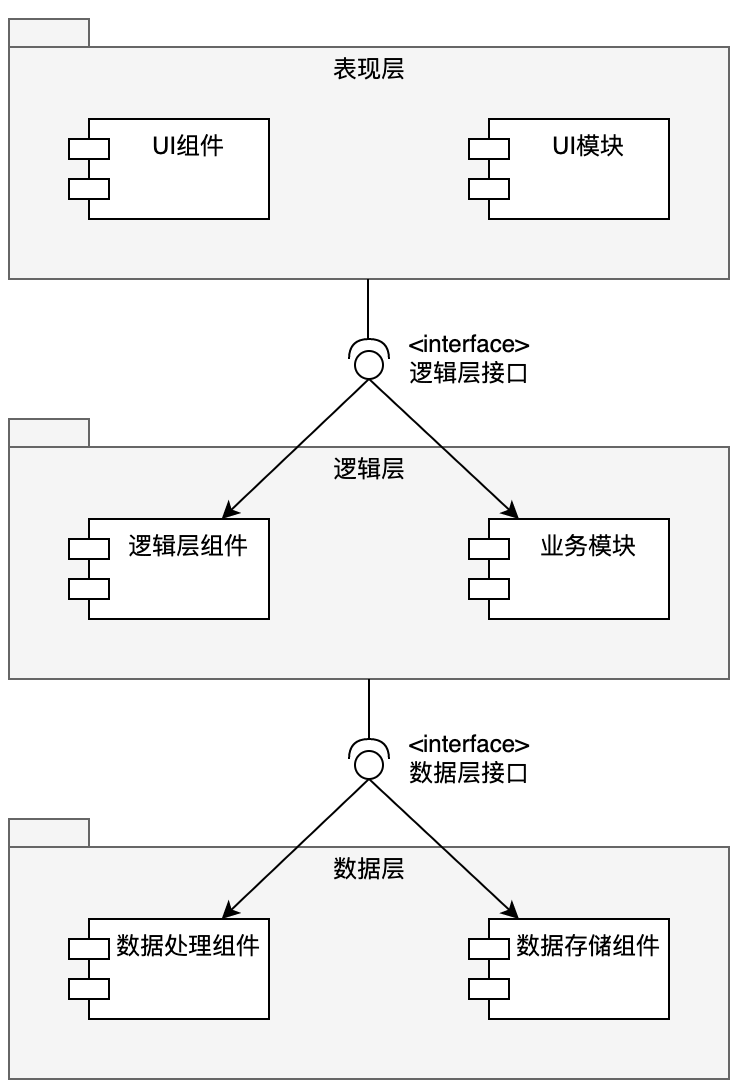 表现层
UI组件
UI模块
<interface>
逻辑层接口
逻辑层
逻辑层组件
业务模块
<interface>
数据层接口
数据层
数据处理组件
数据存储组件